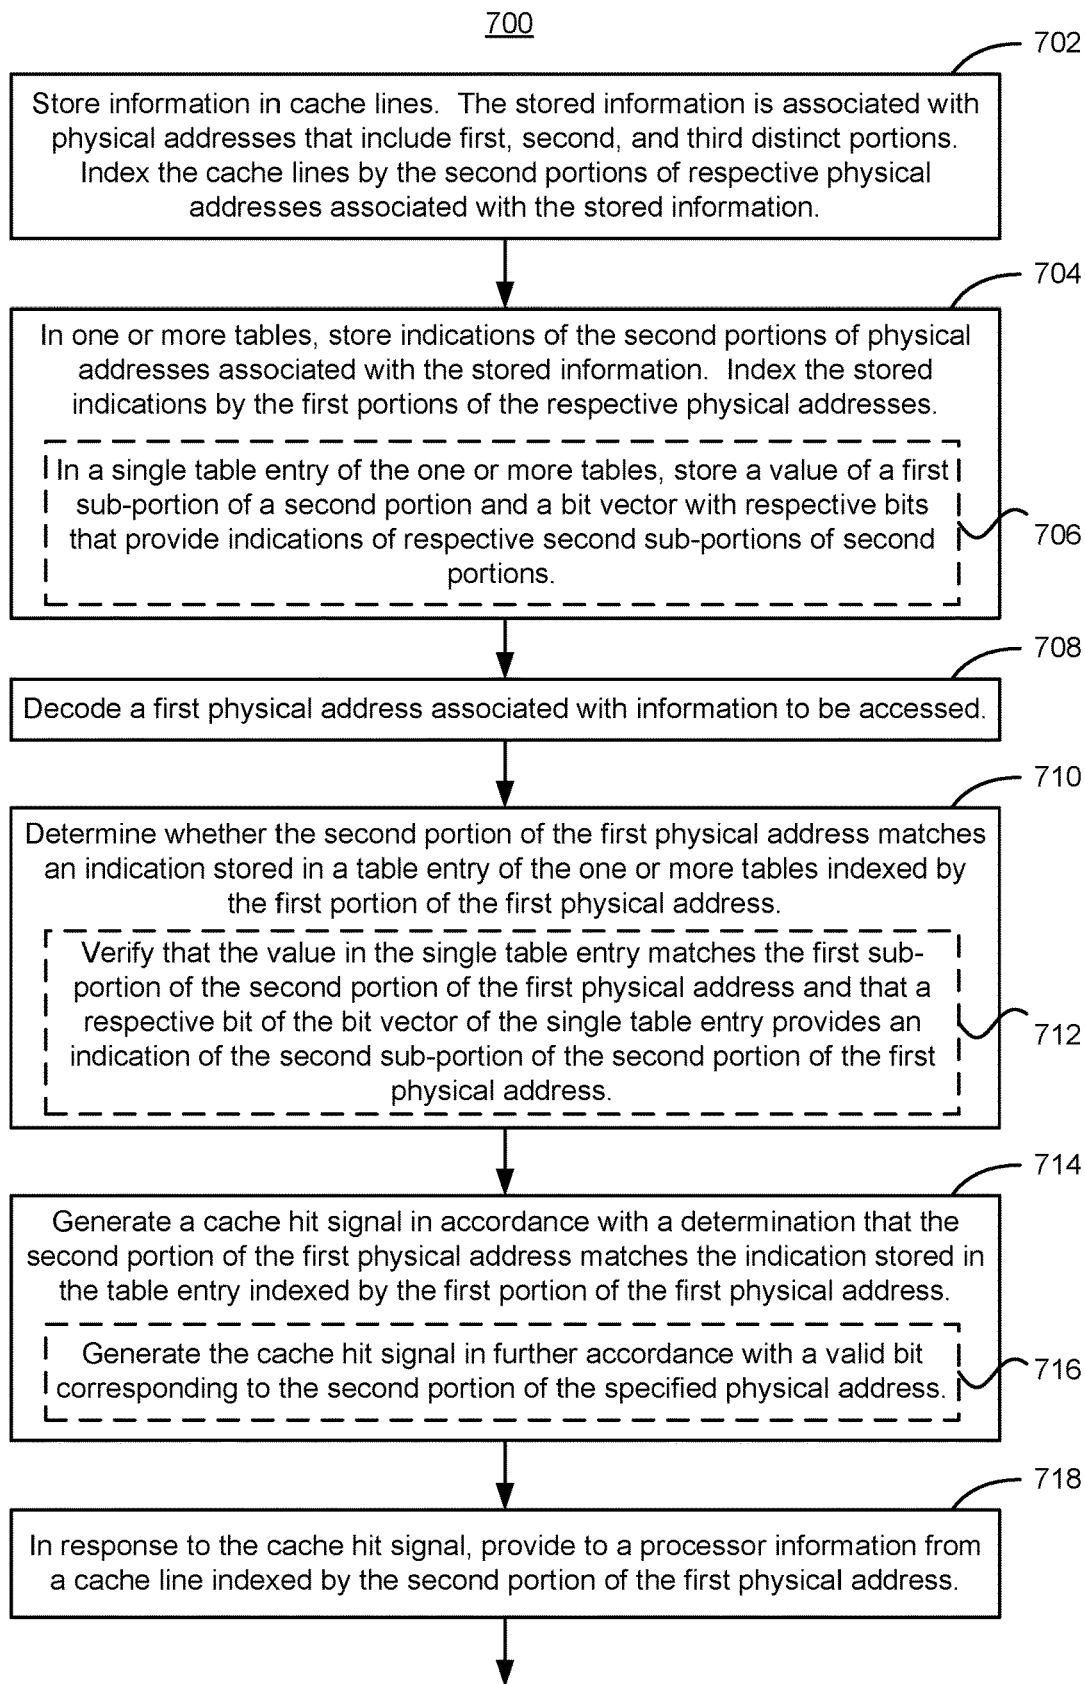 700
702
Store information in cache lines.  The stored information is associated with
physical addresses that include first, second, and third distinct portions.
Index the cache lines by the second portions of respective physical
addresses associated with the stored information.
704
In one or more tables, store indications of the second portions of physical
addresses associated with the stored information.  Index the stored
indications by the first portions of the respective physical addresses.
In a single table entry of the one or more tables, store a value of a first
sub-portion of a second portion and a bit vector with respective bits
that provide indications of respective second sub-portions of second
portions.
706
708
Decode a first physical address associated with information to be accessed.
710
Determine whether the second portion of the first physical address matches
an indication stored in a table entry of the one or more tables indexed by
the first portion of the first physical address.
Verify that the value in the single table entry matches the first sub-
portion of the second portion of the first physical address and that a
respective bit of the bit vector of the single table entry provides an
indication of the second sub-portion of the second portion of the first
physical address.
712
714
Generate a cache hit signal in accordance with a determination that the
second portion of the first physical address matches the indication stored in
the table entry indexed by the first portion of the first physical address.
Generate the cache hit signal in further accordance with a valid bit
corresponding to the second portion of the specified physical address.
716
718
In response to the cache hit signal, provide to a processor information from
a cache line indexed by the second portion of the first physical address.